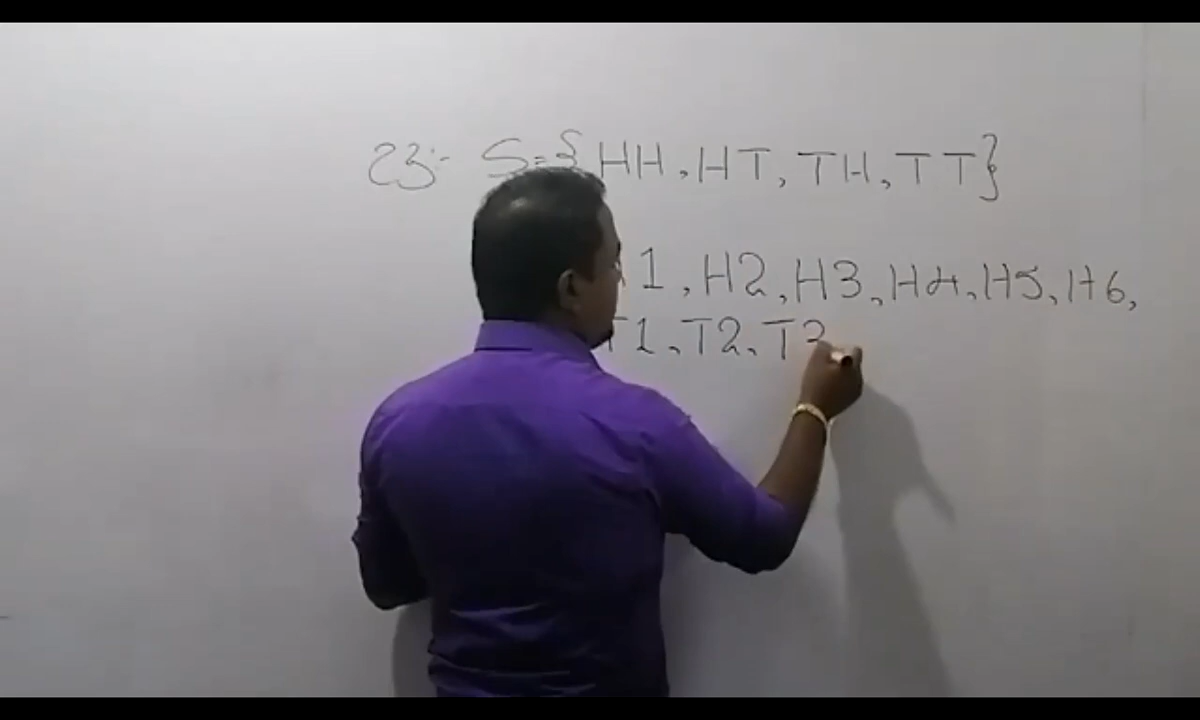 23:- S={HH, HT, TH, TT}
1, H2, H3, H4, H5, H6,
T1, T2, T3